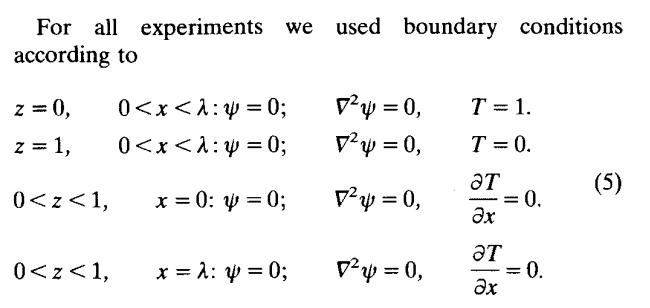 For all experiments we used boundary conditions
according to
z = 0, 0 < x < λ: ψ = 0; ∇²ψ = 0, T = 1.
z = 1, 0 < x < λ: ψ = 0; ∇²ψ = 0, T = 0.
0 < z < 1, x = 0: ψ = 0; ∇²ψ = 0, ∂T/∂x = 0. (5)
0 < z < 1, x = λ: ψ = 0; ∇²ψ = 0, ∂T/∂x = 0.